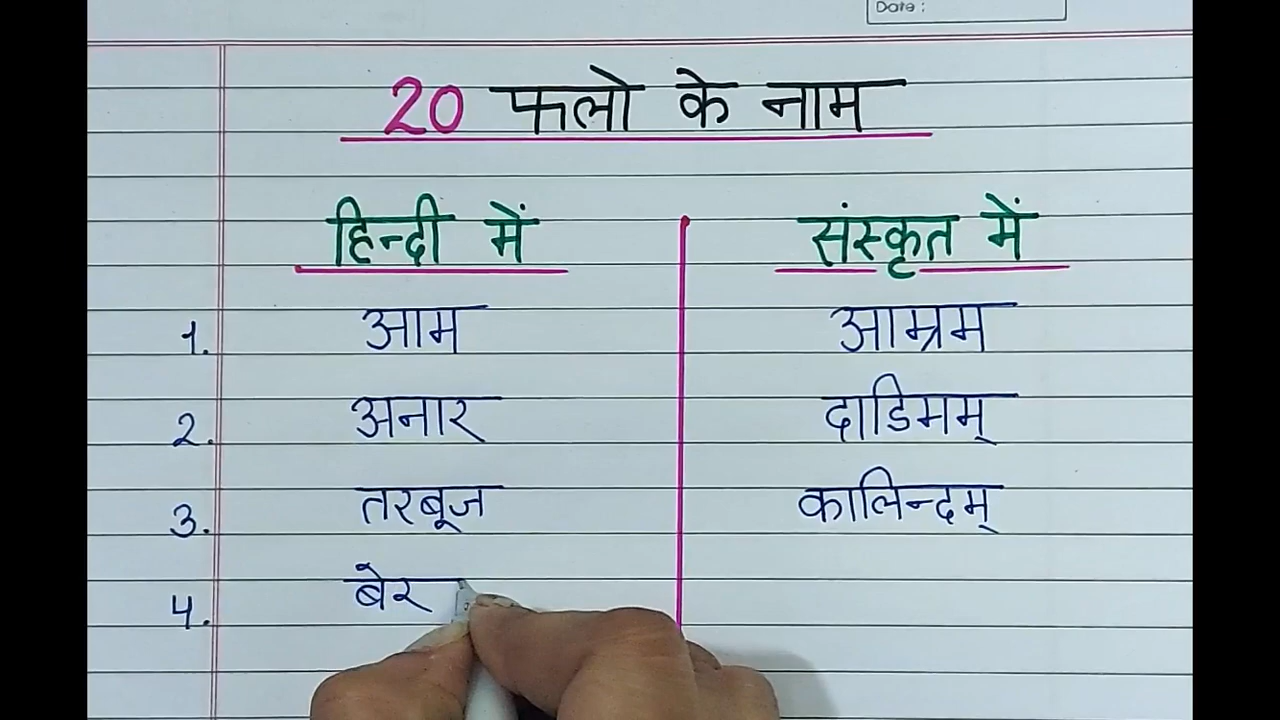 Date :
20 फलो के नाम
हिन्दी में संस्कृत में
1. आम आम्रम
2. अनार दाडिमम्
3. तरबूज कालिन्दम्
4. बेर